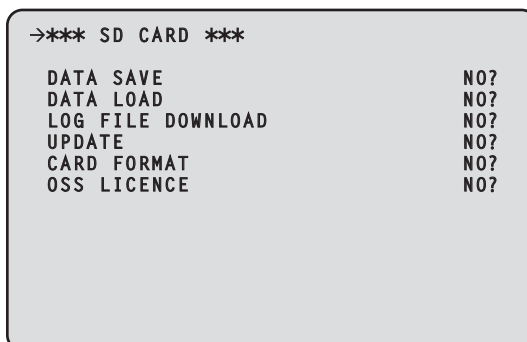 →*** SD CARD ***
DATA SAVE NO?
DATA LOAD NO?
LOG FILE DOWNLOAD NO?
UPDATE NO?
CARD FORMAT NO?
OSS LICENCE NO?